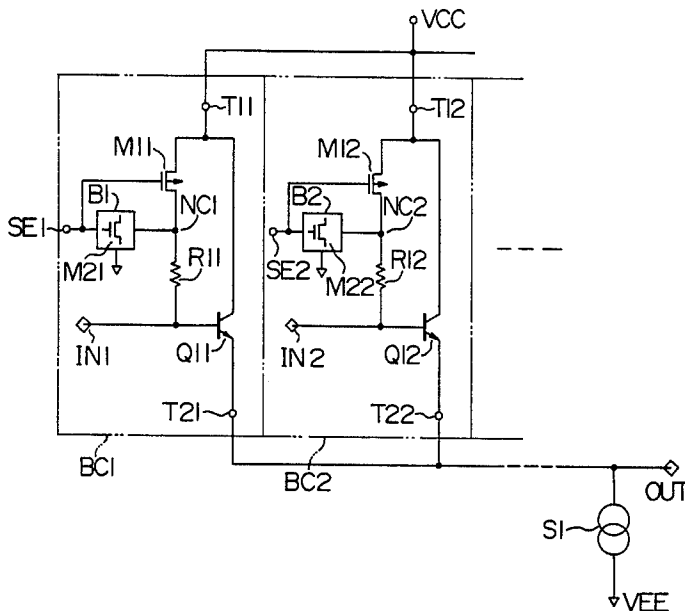 VCC
T11
T12
M11
M12
B1
NC1
B2
NC2
SE1
M21
R11
SE2
M22
R12
IN1
Q11
IN2
Q12
T21
T22
BC1
BC2
OUT
S1
VEE